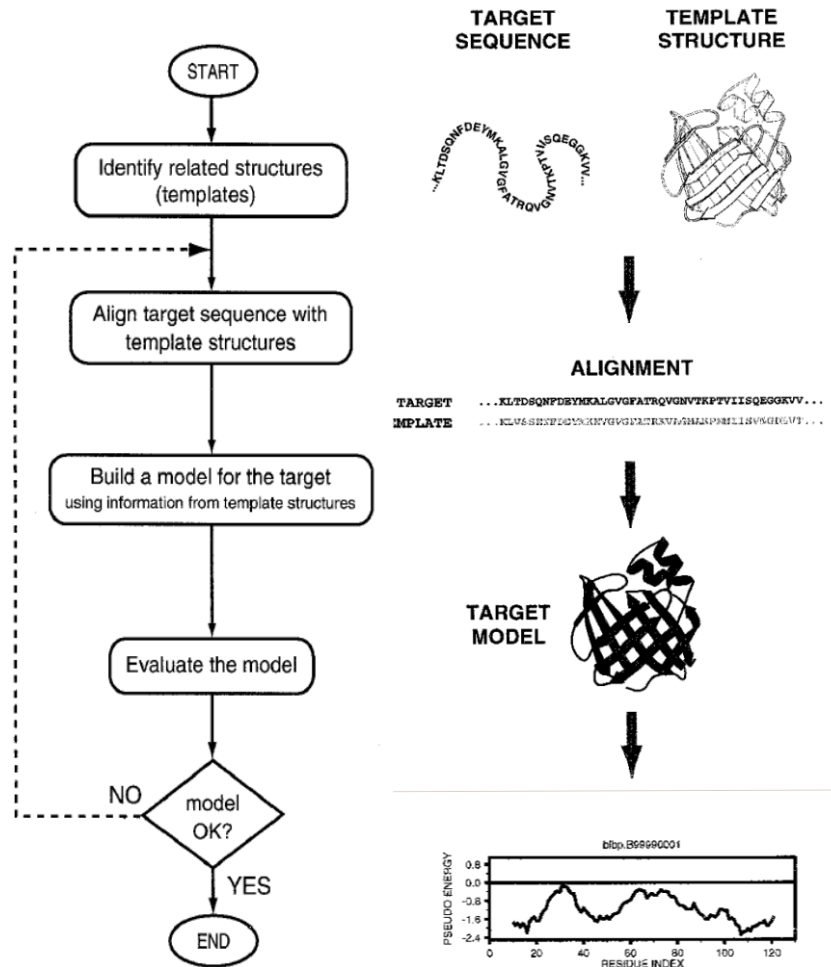 START
Identify related structures
(templates)
Align target sequence with
template structures
Build a model for the target
using information from template structures
Evaluate the model
model
OK?
NO
YES
END
TARGET
SEQUENCE
TEMPLATE
STRUCTURE
...KLTDSQNFDEYMKALGVGFATRQVGNVTKPTVIISQEGGKVV...
ALIGNMENT
TARGET ...KLTDSQNFDEYMKALGVGFATRQVGNVTKPTVIISQEGGKVV...
EMPLATE
TARGET
MODEL
PSEUDO ENERGY
0.8
0.0
-0.8
-1.6
-2.4
0 20 40 60 80 100 120
RESIDUE INDEX